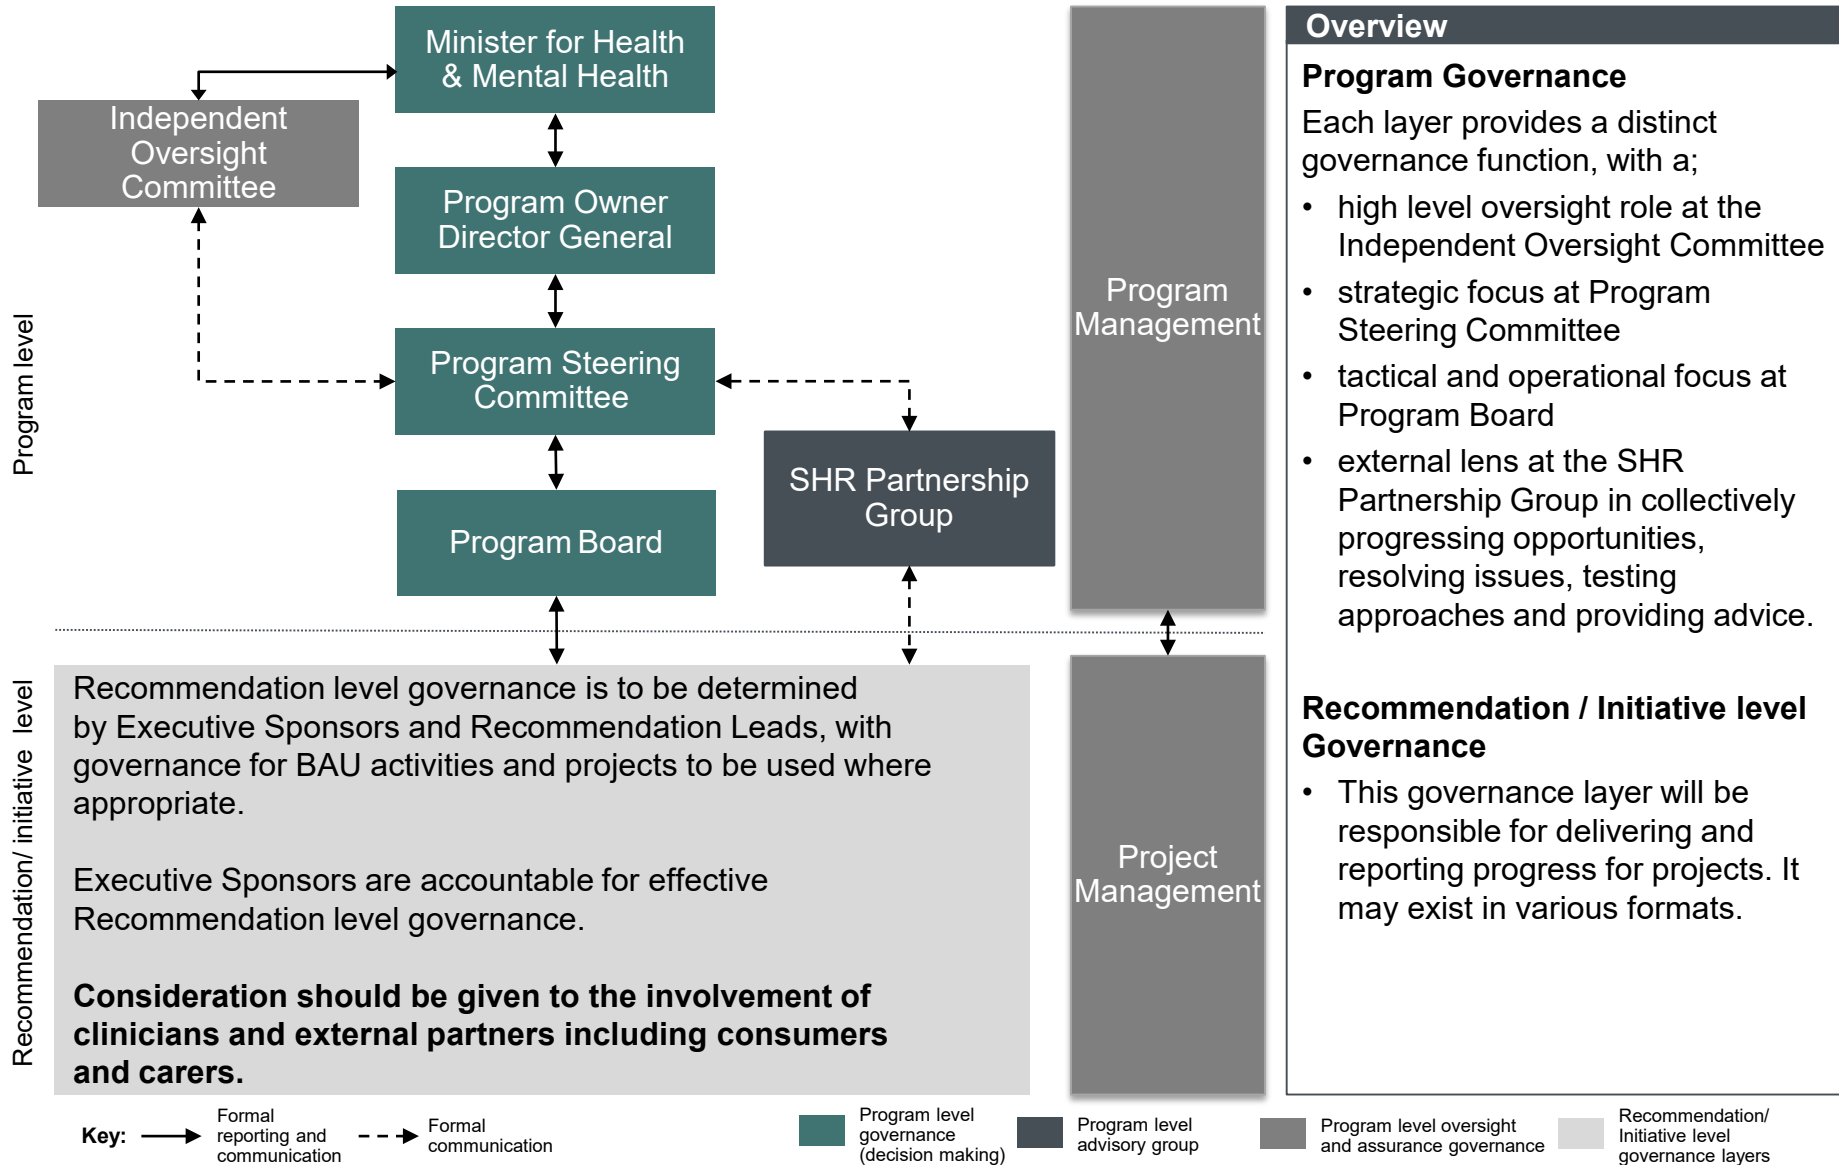 Minister for Health
& Mental Health
Independent
Oversight
Committee
Program Owner
Director General
Program Steering
Committee
SHR Partnership
Group
Program Board
Program level
Program
Management
Recommendation/ initiative level
Recommendation level governance is to be determined
by Executive Sponsors and Recommendation Leads, with
governance for BAU activities and projects to be used where
appropriate.
Executive Sponsors are accountable for effective
Recommendation level governance.
Consideration should be given to the involvement of
clinicians and external partners including consumers
and carers.
Project
Management
Overview
Program Governance
Each layer provides a distinct
governance function, with a;
• high level oversight role at the
Independent Oversight Committee
• strategic focus at Program
Steering Committee
• tactical and operational focus at
Program Board
• external lens at the SHR
Partnership Group in collectively
progressing opportunities,
resolving issues, testing
approaches and providing advice.
Recommendation / Initiative level
Governance
• This governance layer will be
responsible for delivering and
reporting progress for projects. It
may exist in various formats.
Key:
Formal
reporting and
communication
Formal
communication
Program level
governance
(decision making)
Program level
advisory group
Program level oversight
and assurance governance
Recommendation/
Initiative level
governance layers